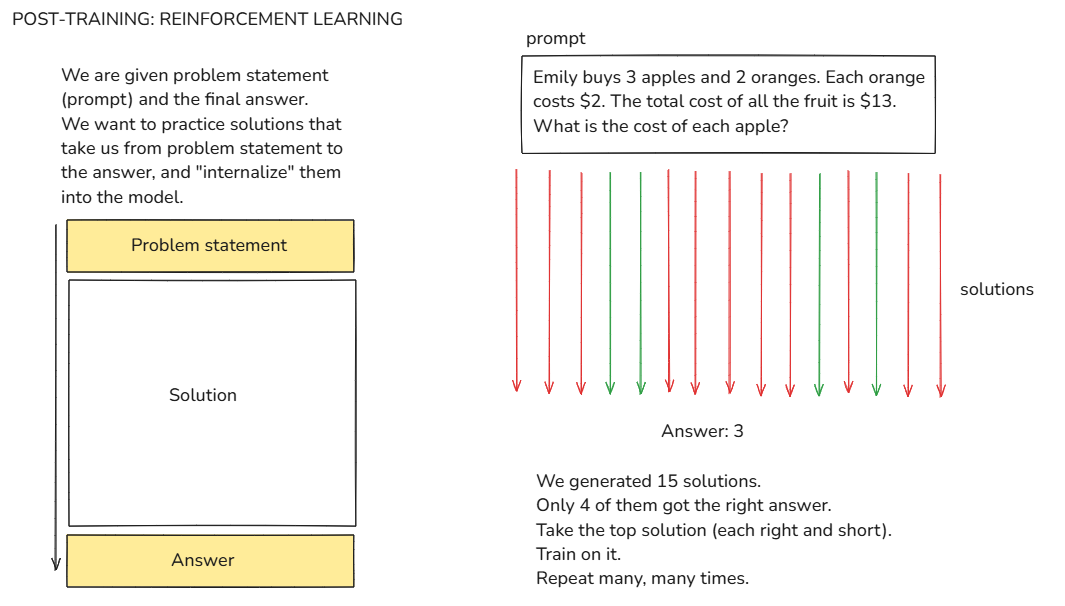 POST-TRAINING: REINFORCEMENT LEARNING
We are given problem statement
(prompt) and the final answer.
We want to practice solutions that
take us from problem statement to
the answer, and "internalize" them
into the model.
Problem statement
Solution
Answer
prompt
Emily buys 3 apples and 2 oranges. Each orange
costs $2. The total cost of all the fruit is $13.
What is the cost of each apple?
solutions
Answer: 3
We generated 15 solutions.
Only 4 of them got the right answer.
Take the top solution (each right and short).
Train on it.
Repeat many, many times.